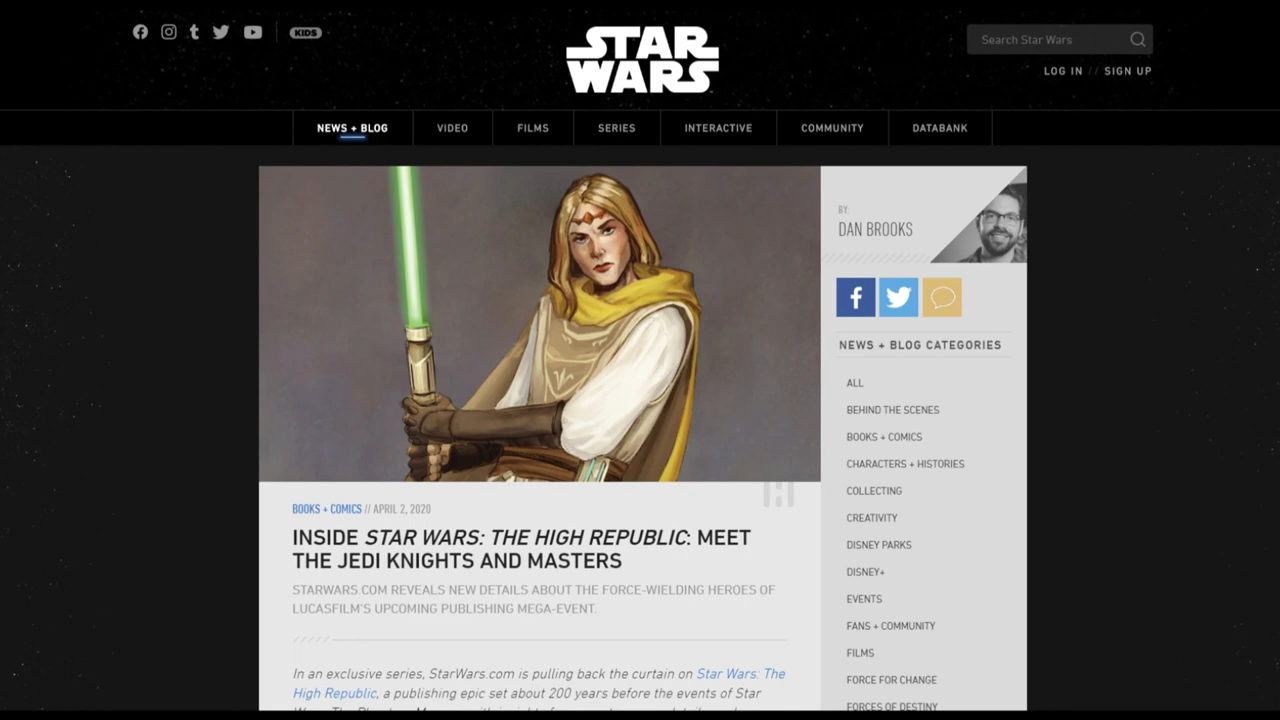 KIDS
STAR
WARS
Search Star Wars
LOG IN // SIGN UP
NEWS + BLOG
VIDEO
FILMS
SERIES
INTERACTIVE
COMMUNITY
DATABANK
BY:
DAN BROOKS
BOOKS + COMICS // APRIL 2, 2020
INSIDE STAR WARS: THE HIGH REPUBLIC: MEET
THE JEDI KNIGHTS AND MASTERS
STARWARS.COM REVEALS NEW DETAILS ABOUT THE FORCE-WIELDING HEROES OF
LUCASFILM'S UPCOMING PUBLISHING MEGA-EVENT.
In an exclusive series, StarWars.com is pulling back the curtain on Star Wars: The
High Republic, a publishing epic set about 200 years before the events of Star
NEWS + BLOG CATEGORIES
ALL
BEHIND THE SCENES
BOOKS + COMICS
CHARACTERS + HISTORIES
COLLECTING
CREATIVITY
DISNEY PARKS
DISNEY+
EVENTS
FANS + COMMUNITY
FILMS
FORCE FOR CHANGE
FORCES OF DESTINY